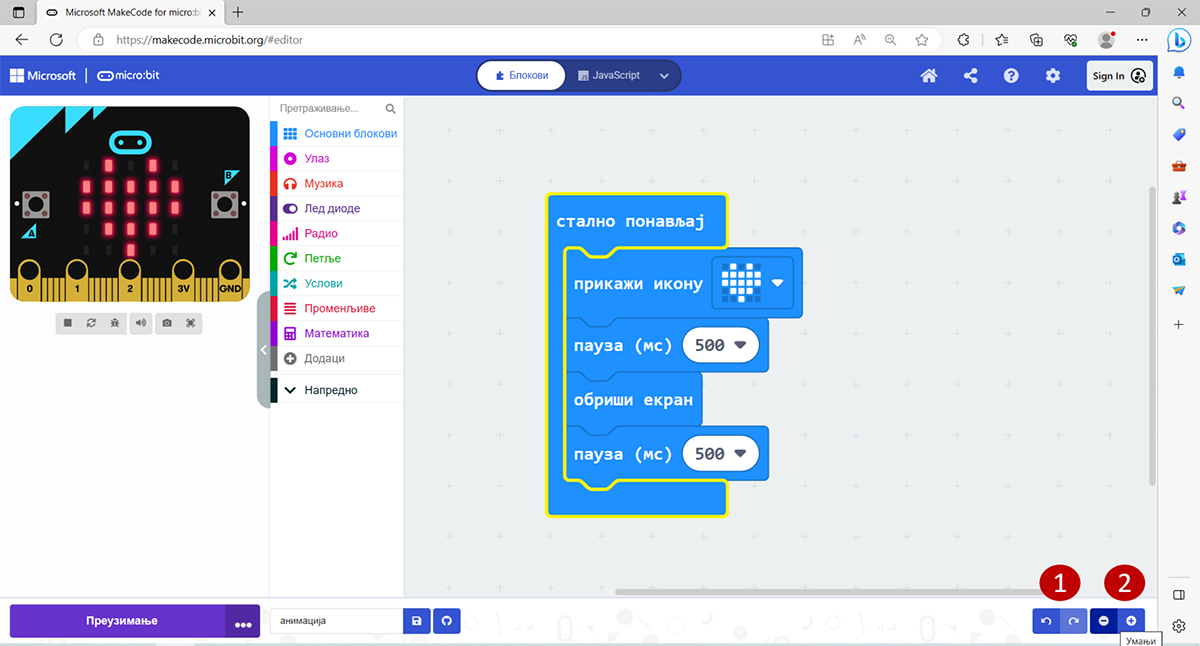 Microsoft MakeCode for micro:b
https://makecode.microbit.org/#editor
Microsoft
micro:bit
Блокови
JavaScript
Sign In
Претраживање...
Основни блокови
Улаз
Музика
Лед диоде
Радио
Петље
Услови
Променљиве
Математика
Додаци
Напредно
B
A
0 1 2 3V GND
стално понављај
прикажи икону
пауза (мс) 500
обриши екран
пауза (мс) 500
1 2
Преузимање
анимација
Умањи